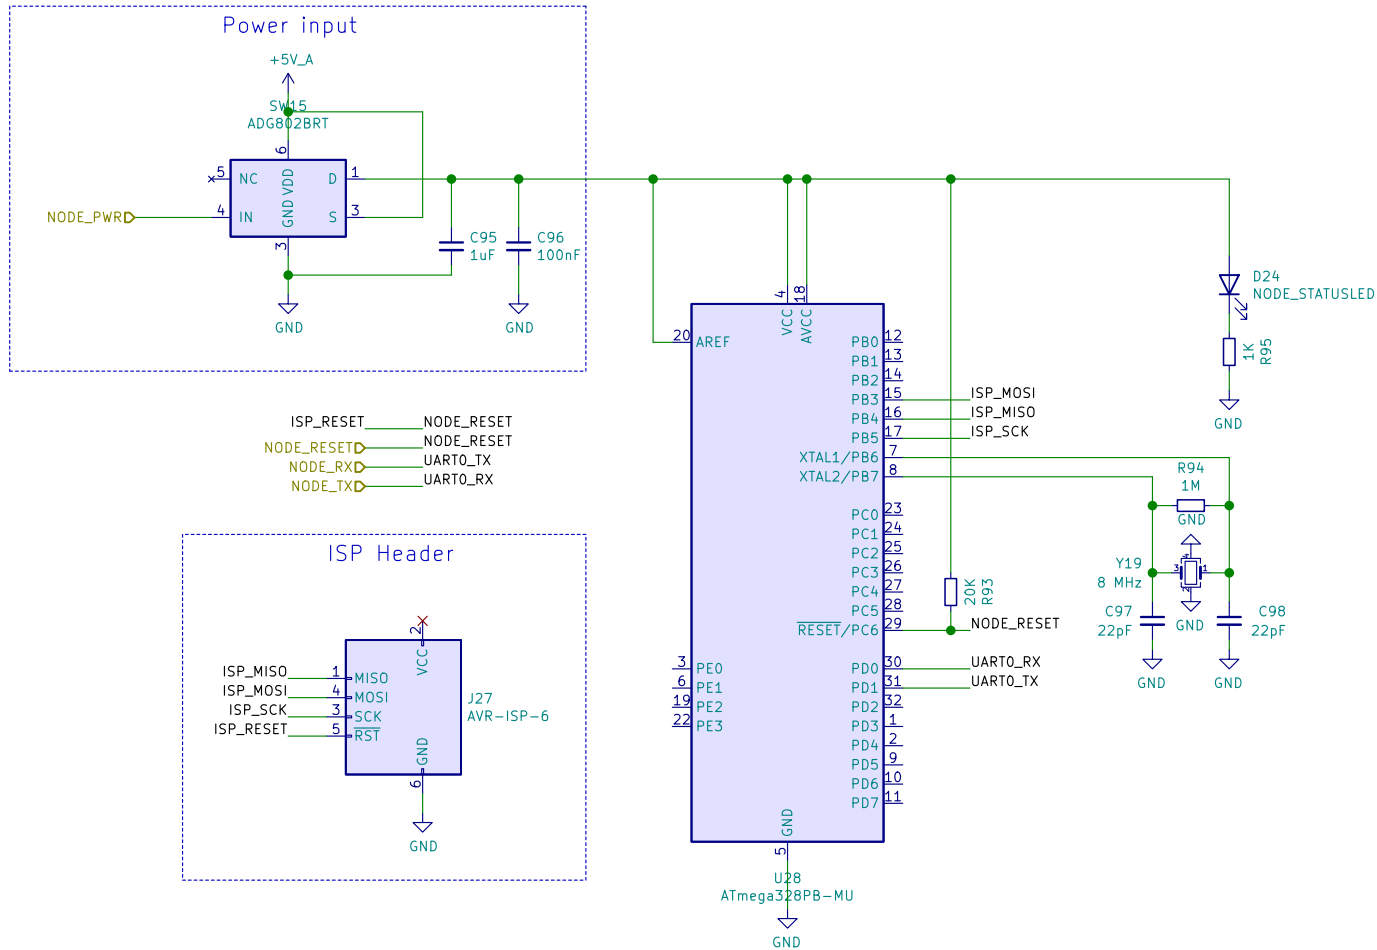 Power input
+5V_A
SW15
ADG802BRT
6
5
NC
VDD
D
1
NODE_PWR
4
IN
GND
S
3
3
C95
1uF
C96
100nF
GND
GND
ISP_RESET
NODE_RESET
NODE_RESET
NODE_RESET
NODE_RX
UART0_TX
NODE_TX
UART0_RX
ISP Header
2
VCC
ISP_MISO
1
MISO
ISP_MOSI
4
MOSI
ISP_SCK
3
SCK
ISP_RESET
5
RST
J27
AVR-ISP-6
GND
6
GND
4
18
VCC
AVCC
20
AREF
PB0
12
PB1
13
PB2
14
PB3
15
ISP_MOSI
PB4
16
ISP_MISO
PB5
17
ISP_SCK
XTAL1/PB6
7
XTAL2/PB7
8
PC0
23
PC1
24
PC2
25
PC3
26
PC4
27
PC5
28
RESET/PC6
29
NODE_RESET
3
PE0
6
PE1
19
PE2
22
PE3
PD0
30
UART0_RX
PD1
31
UART0_TX
PD2
32
PD3
1
PD4
2
PD5
9
PD6
10
PD7
11
GND
5
U28
ATmega328PB-MU
GND
20K
R93
D24
NODE_STATUSLED
1K
R95
GND
R94
1M
GND
4
Y19
8 MHz
3
1
2
GND
C97
22pF
C98
22pF
GND
GND